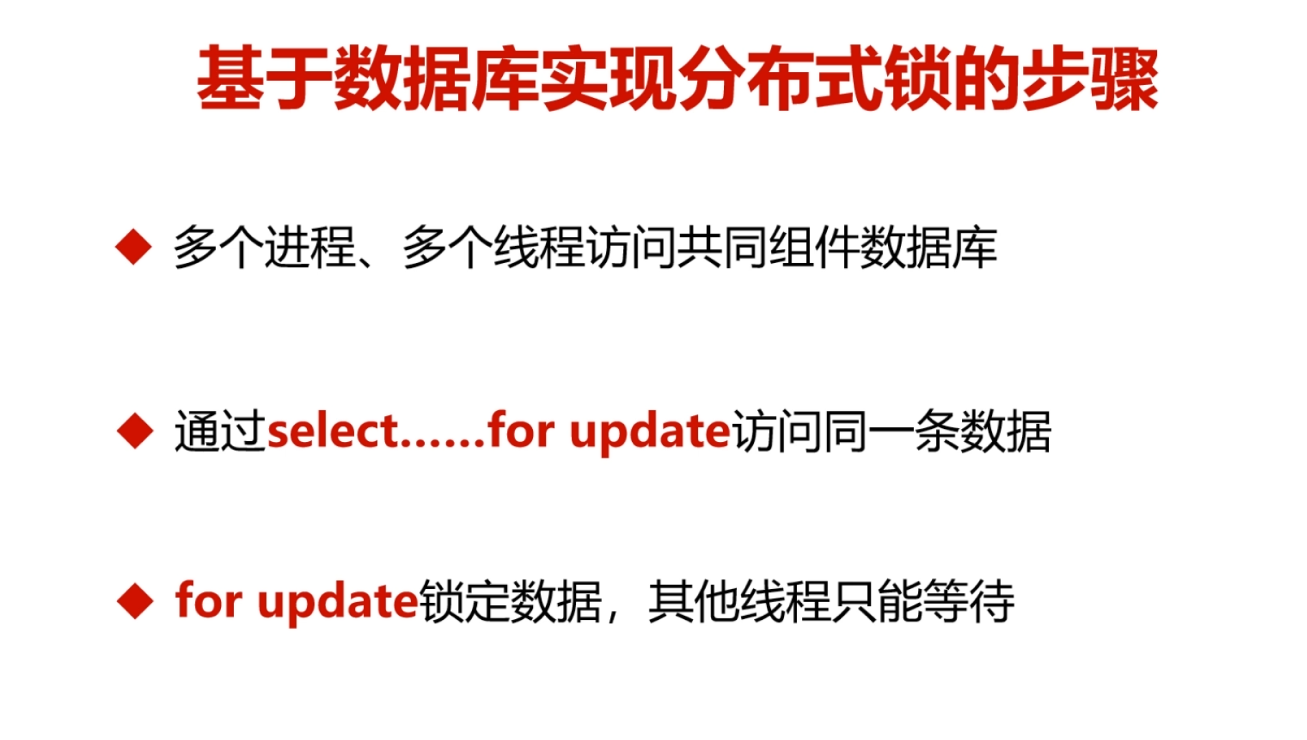 基于数据库实现分布式锁的步骤
多个进程、多个线程访问共同组件数据库
通过select……for update访问同一条数据
for update锁定数据，其他线程只能等待